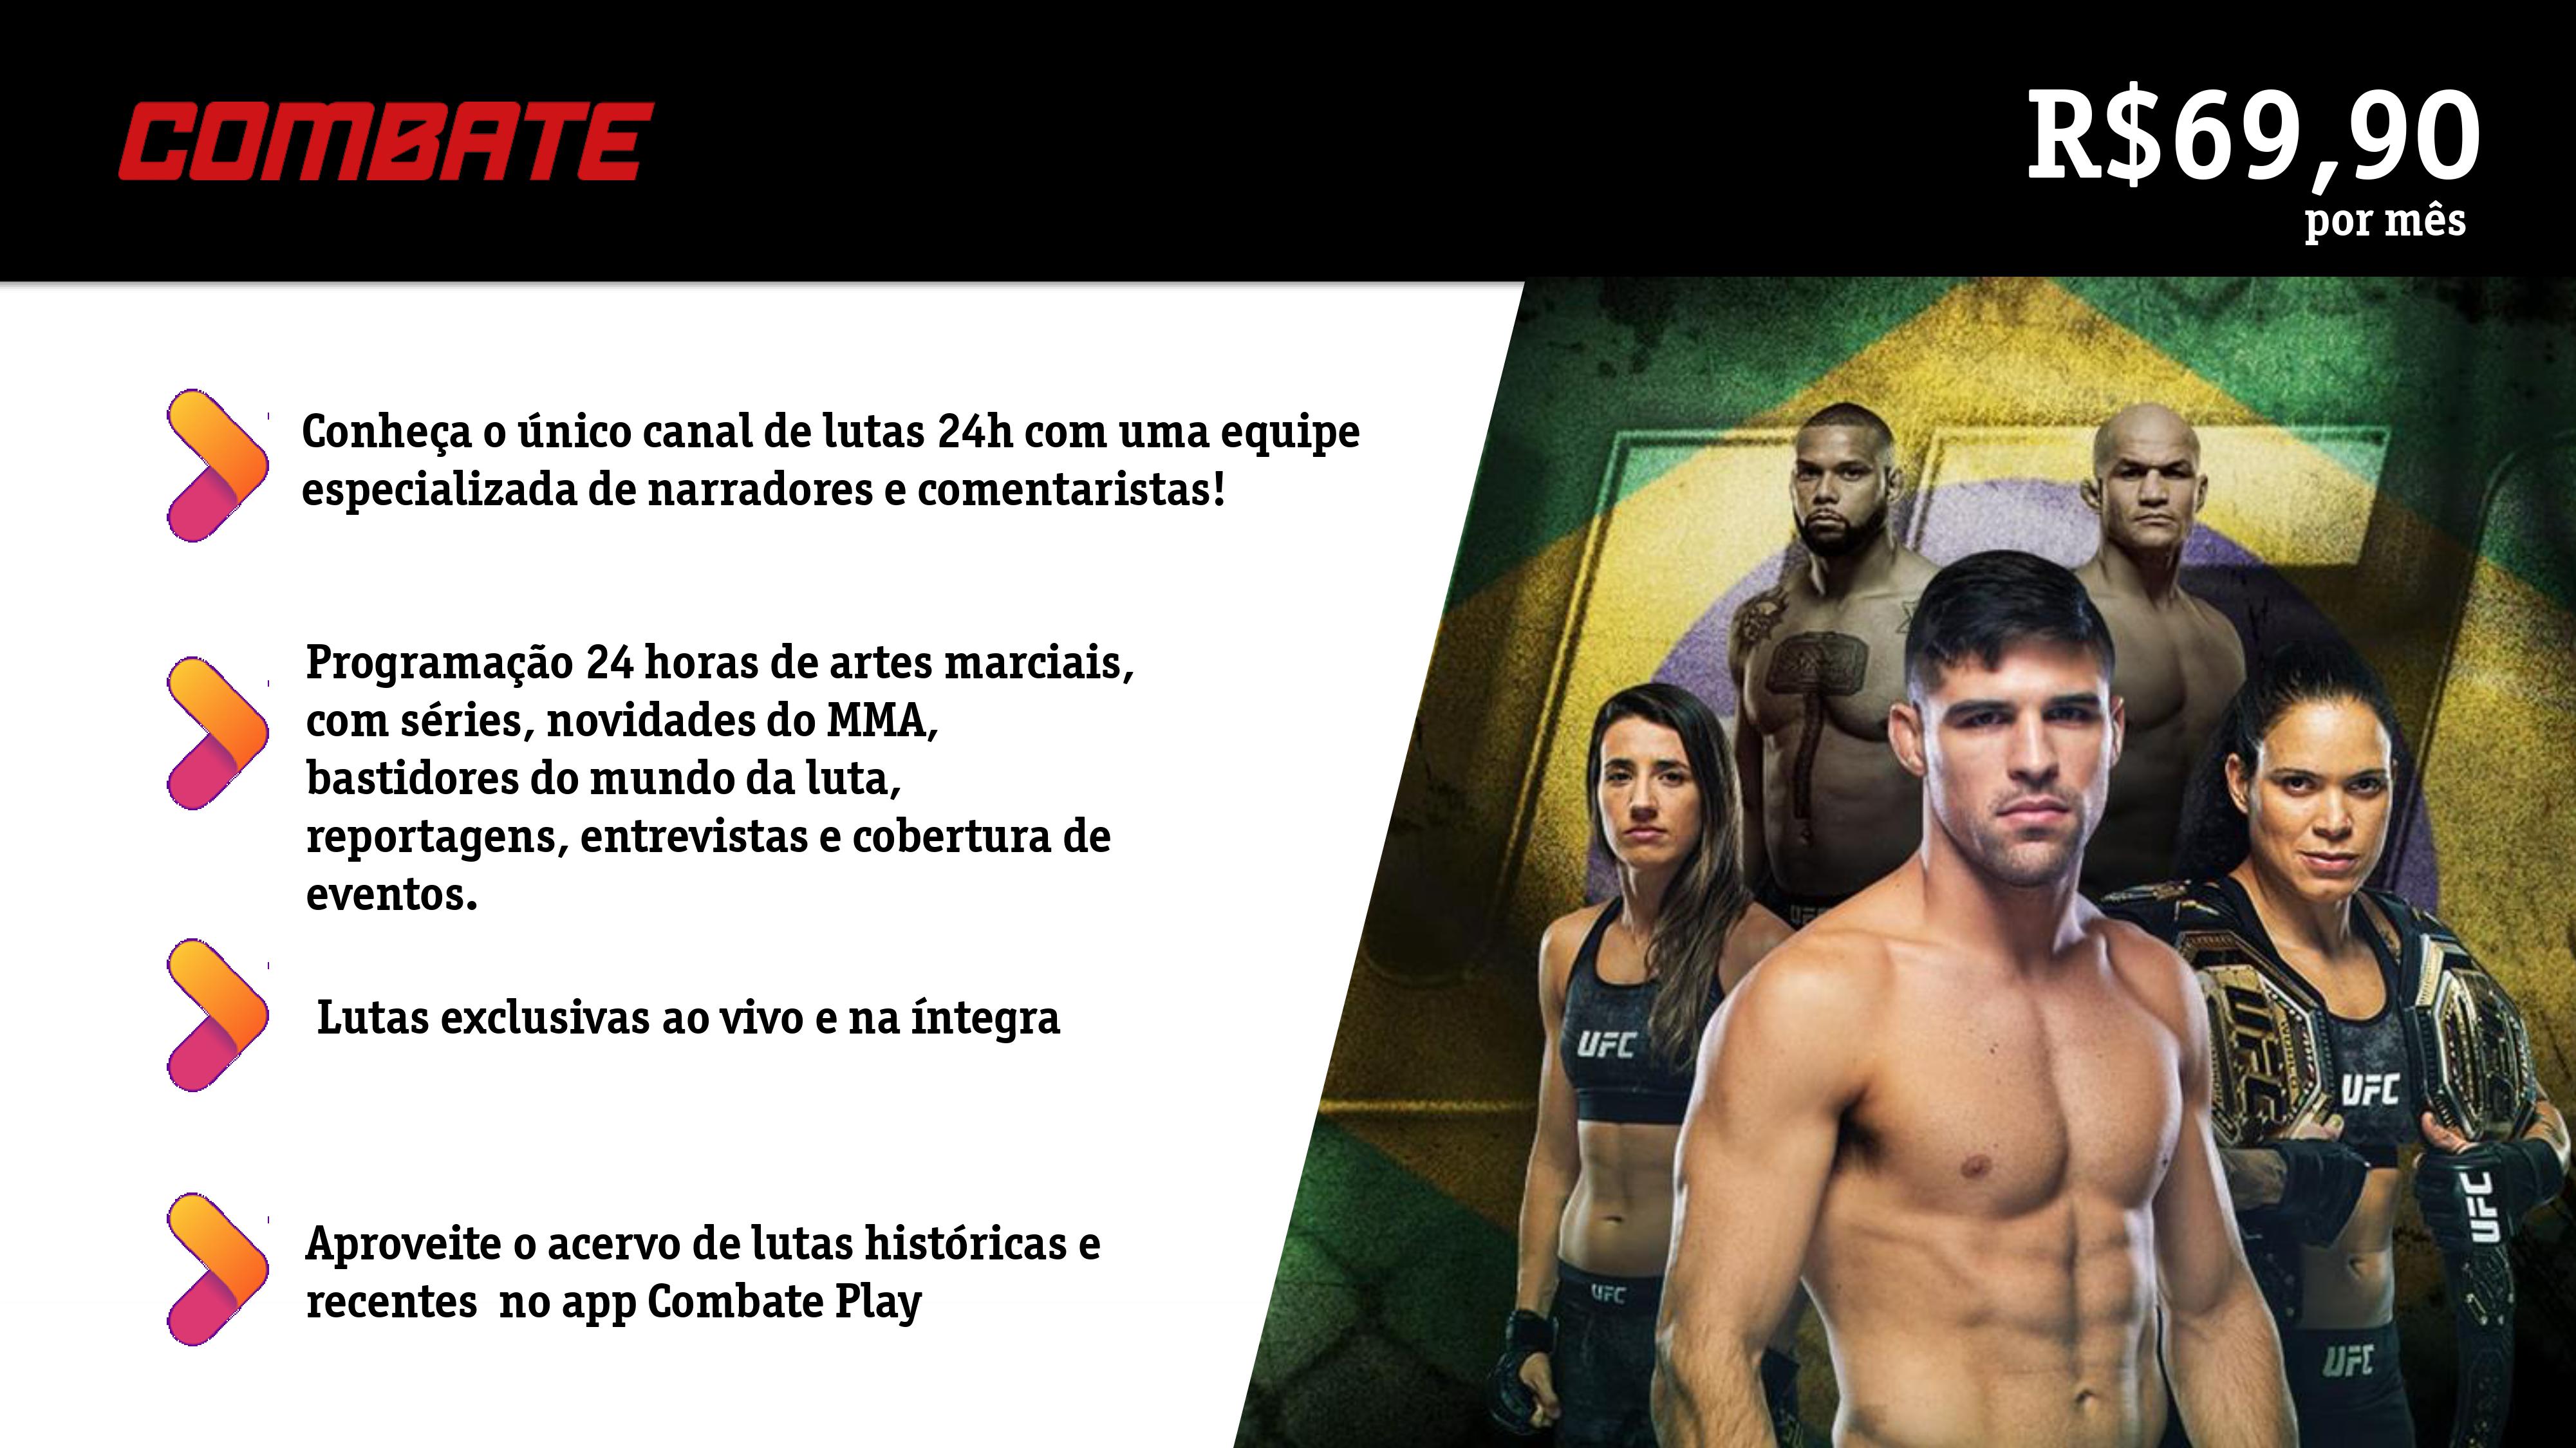 COMBATE
R$69,90
por mês
Conheça o único canal de lutas 24h com uma equipe
especializada de narradores e comentaristas!
Programação 24 horas de artes marciais,
com séries, novidades do MMA,
bastidores do mundo da luta,
reportagens, entrevistas e cobertura de
eventos.
Lutas exclusivas ao vivo e na íntegra
Aproveite o acervo de lutas históricas e
recentes no app Combate Play
UFC
UFC
UFC
UFC
UFC
UFC